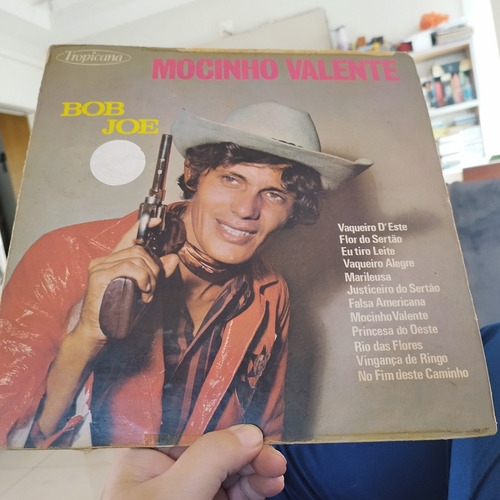 Tropicana
MOCINHO VALENTE
BOB
JOE
Vaqueiro D'Este
Flor do Sertão
Eu tiro Leite
Vaqueiro Alegre
Marileusa
Justiceiro do Sertão
Falsa Americana
Mocinho Valente
Princesa do Oeste
Rio das Flores
Vingança de Ringo
No Fim deste Caminho